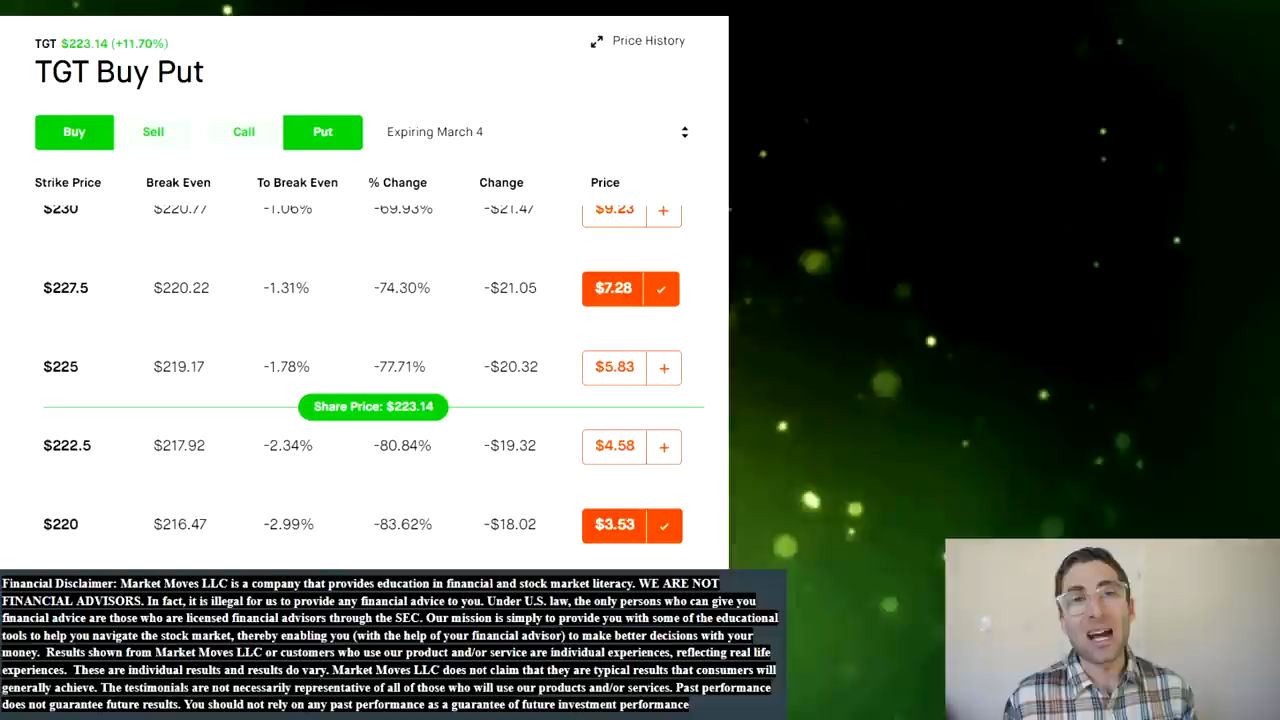 TGT $223.14 (+11.70%)
Price History
TGT Buy Put
Buy Sell Call Put Expiring March 4
Strike Price Break Even To Break Even % Change Change Price
$230 $220.77 -1.06% -69.93% -$21.47 $9.23 +
$227.5 $220.22 -1.31% -74.30% -$21.05 $7.28
$225 $219.17 -1.78% -77.71% -$20.32 $5.83 +
Share Price: $223.14
$222.5 $217.92 -2.34% -80.84% -$19.32 $4.58 +
$220 $216.47 -2.99% -83.62% -$18.02 $3.53
Financial Disclaimer: Market Moves LLC is a company that provides education in financial and stock market literacy. WE ARE NOT
FINANCIAL ADVISORS. In fact, it is illegal for us to provide any financial advice to you. Under U.S. law, the only persons who can give you
financial advice are those who are licensed financial advisors through the SEC. Our mission is simply to provide you with some of the educational
tools to help you navigate the stock market, thereby enabling you (with the help of your financial advisor) to make better decisions with your
money. Results shown from Market Moves LLC or customers who use our product and/or service are individual experiences, reflecting real life
experiences. These are individual results and results do vary. Market Moves LLC does not claim that they are typical results that consumers will
generally achieve. The testimonials are not necessarily representative of all of those who will use our products and/or services. Past performance
does not guarantee future results. You should not rely on any past performance as a guarantee of future investment performance